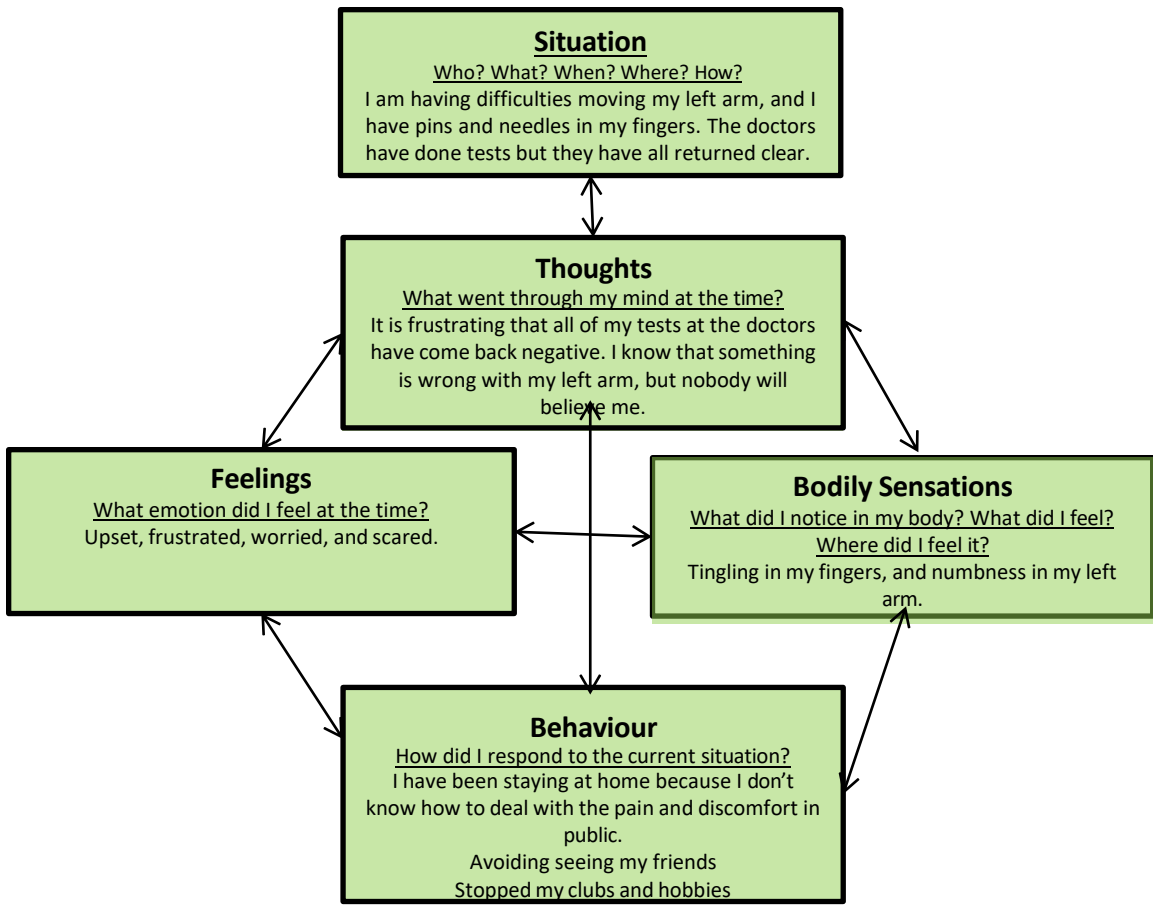 Situation
Who? What? When? Where? How?
I am having difficulties moving my left arm, and I
have pins and needles in my fingers. The doctors
have done tests but they have all returned clear.
Thoughts
What went through my mind at the time?
It is frustrating that all of my tests at the doctors
have come back negative. I know that something
is wrong with my left arm, but nobody will
believe me.
Feelings
What emotion did I feel at the time?
Upset, frustrated, worried, and scared.
Bodily Sensations
What did I notice in my body? What did I feel?
Where did I feel it?
Tingling in my fingers, and numbness in my left
arm.
Behaviour
How did I respond to the current situation?
I have been staying at home because I don’t
know how to deal with the pain and discomfort in
public.
Avoiding seeing my friends
Stopped my clubs and hobbies